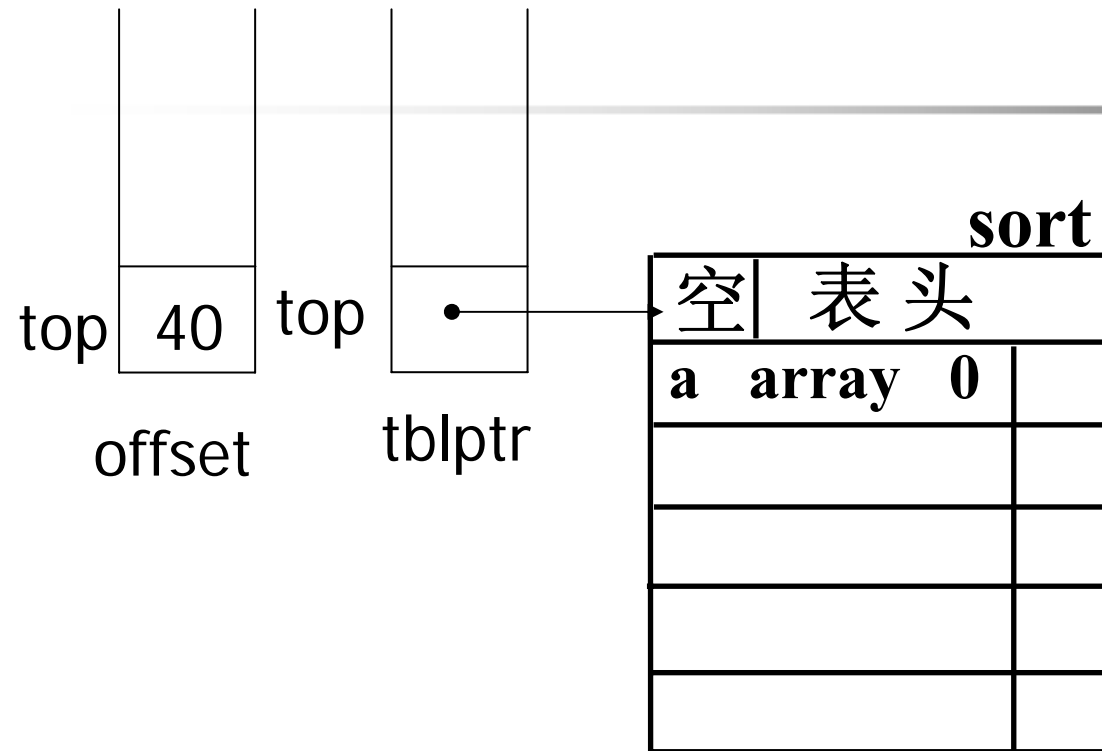 sort
空 表 头
top 40 top
a array 0
offset tblptr